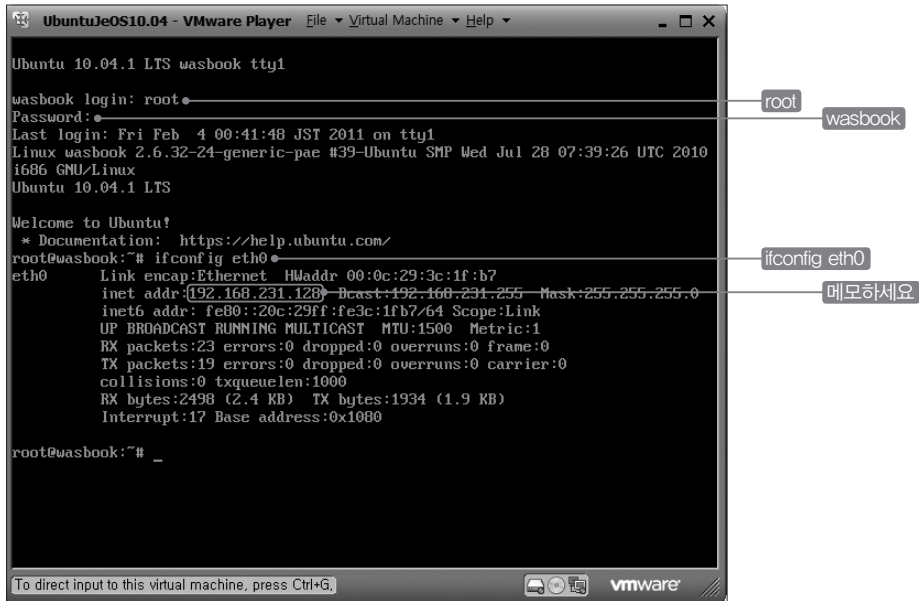 UbuntuJeOS10.04 - VMware Player File Virtual Machine Help
Ubuntu 10.04.1 LTS wasbook tty1
wasbook login: root
root
Password:
wasbook
Last login: Fri Feb  4 00:41:48 JST 2011 on tty1
Linux wasbook 2.6.32-24-generic-pae #39-Ubuntu SMP Wed Jul 28 07:39:26 UTC 2010
i686 GNU/Linux
Ubuntu 10.04.1 LTS
Welcome to Ubuntu!
* Documentation:  https://help.ubuntu.com/
root@wasbook:~# ifconfig eth0
ifconfig eth0
eth0      Link encap:Ethernet  HWaddr 00:0c:29:3c:1f:b7
inet addr:192.168.231.128  Bcast:192.168.231.255  Mask:255.255.255.0
메모하세요
inet6 addr: fe80::20c:29ff:fe3c:1fb7/64 Scope:Link
UP BROADCAST RUNNING MULTICAST  MTU:1500  Metric:1
RX packets:23 errors:0 dropped:0 overruns:0 frame:0
TX packets:19 errors:0 dropped:0 overruns:0 carrier:0
collisions:0 txqueuelen:1000
RX bytes:2498 (2.4 KB)  TX bytes:1934 (1.9 KB)
Interrupt:17 Base address:0x1080
root@wasbook:~# _
To direct input to this virtual machine, press Ctrl+G.
vmware